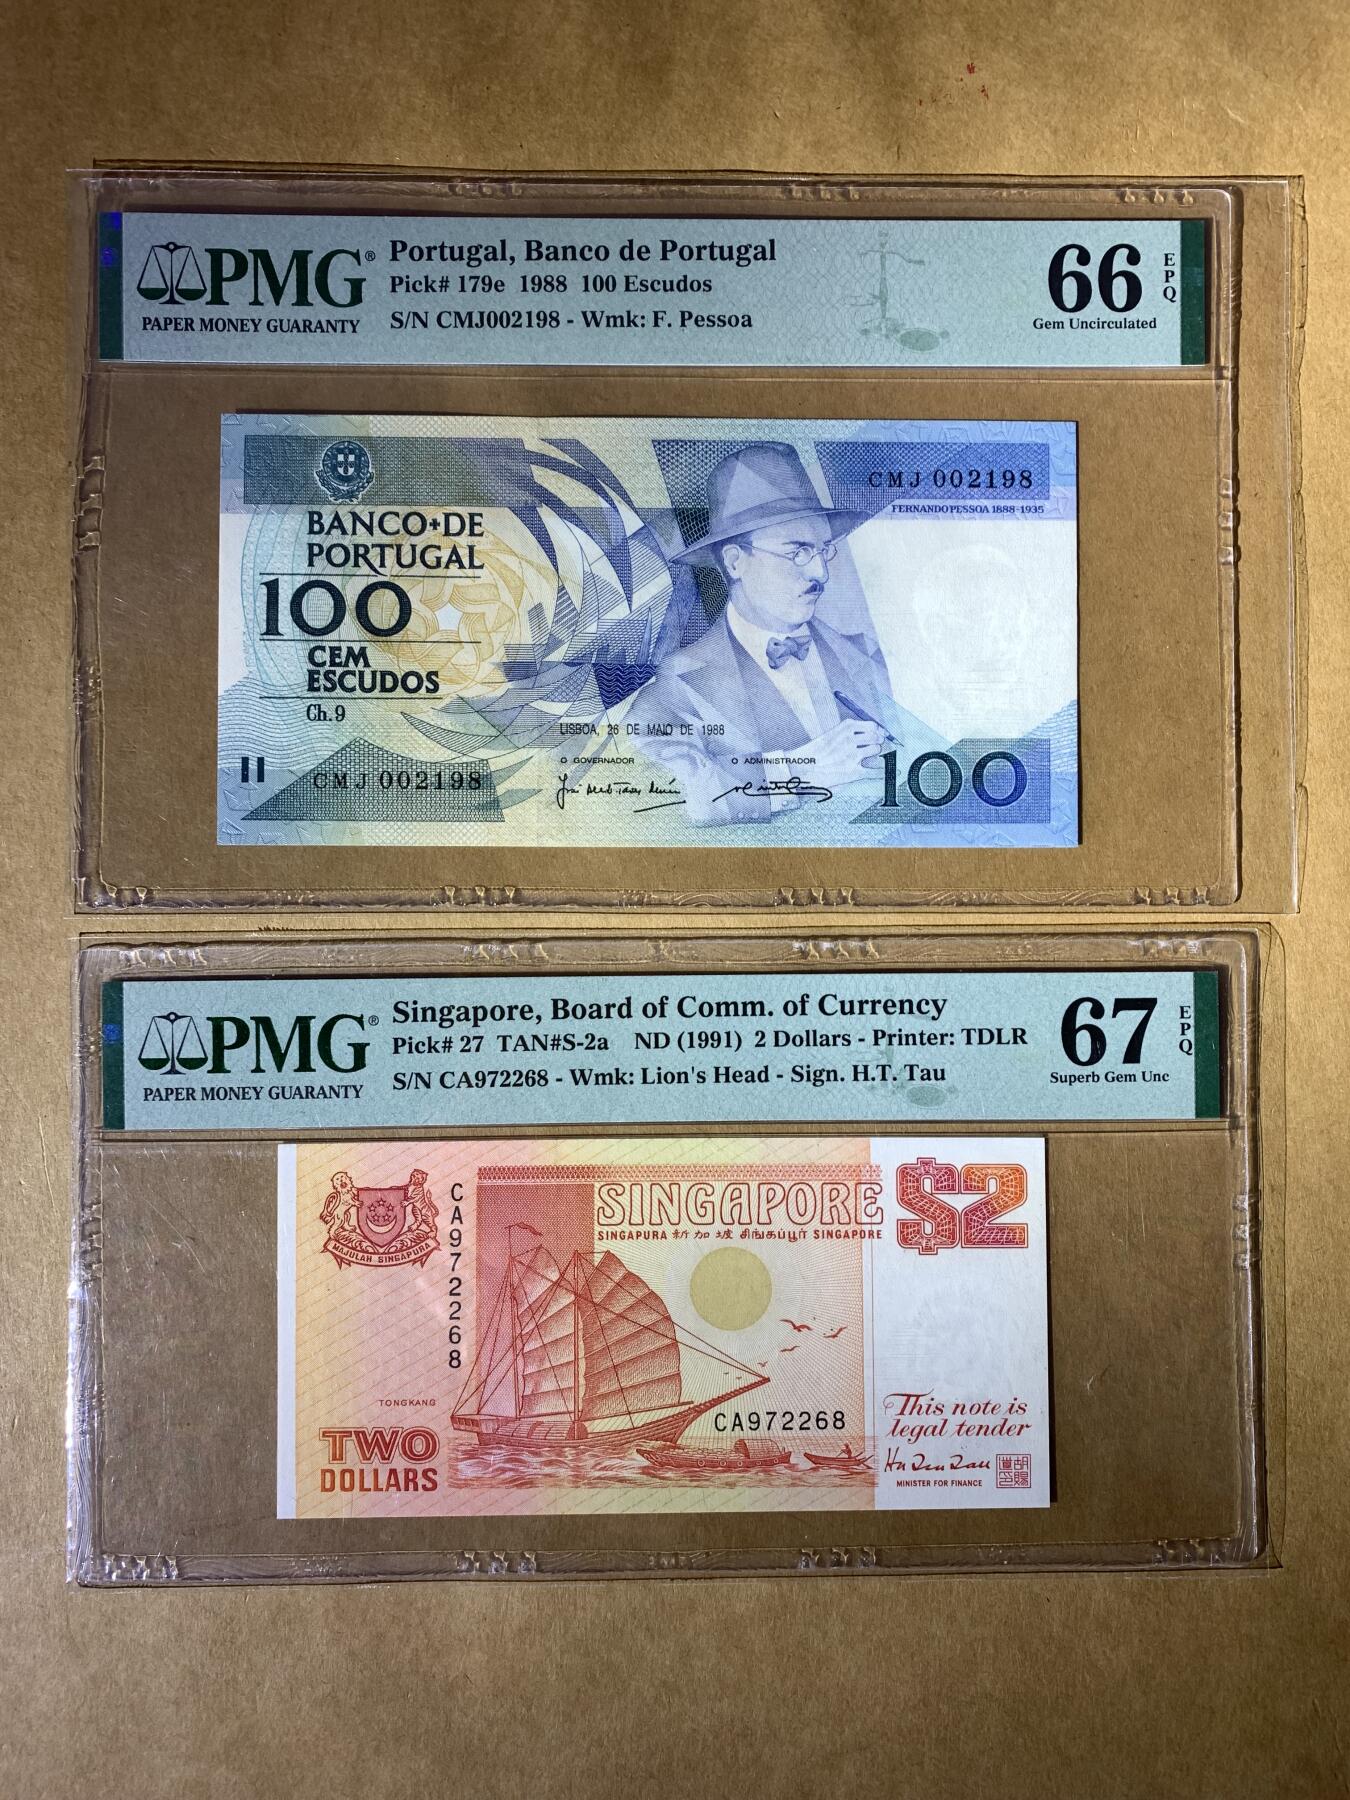 PMG®
PAPER MONEY GUARANTY
Portugal, Banco de Portugal
Pick# 179e 1988 100 Escudos
S/N CMJ002198 - Wmk: F. Pessoa
66
EPQ
Gem Uncirculated
CMJ 002198
FERNANDO PESSOA 1888-1935
BANCO DE
PORTUGAL
100
CEM
ESCUDOS
Ch. 9
LISBOA, 26 DE MAIO DE 1988
O GOVERNADOR
O ADMINISTRADOR
CMJ 002198
100
PMG®
PAPER MONEY GUARANTY
Singapore, Board of Comm. of Currency
Pick# 27 TAN#S-2a ND (1991) 2 Dollars - Printer: TDLR
S/N CA972268 - Wmk: Lion's Head - Sign. H.T. Tau
67
EPQ
Superb Gem Unc
MAJULAH SINGAPURA
CA972268
SINGAPORE
SINGAPURA 新加坡 சிங்கப்பூர் SINGAPORE
$2
TONGKANG
TWO
DOLLARS
CA972268
This note is
legal tender
Hu Tsu Tau
MINISTER FOR FINANCE